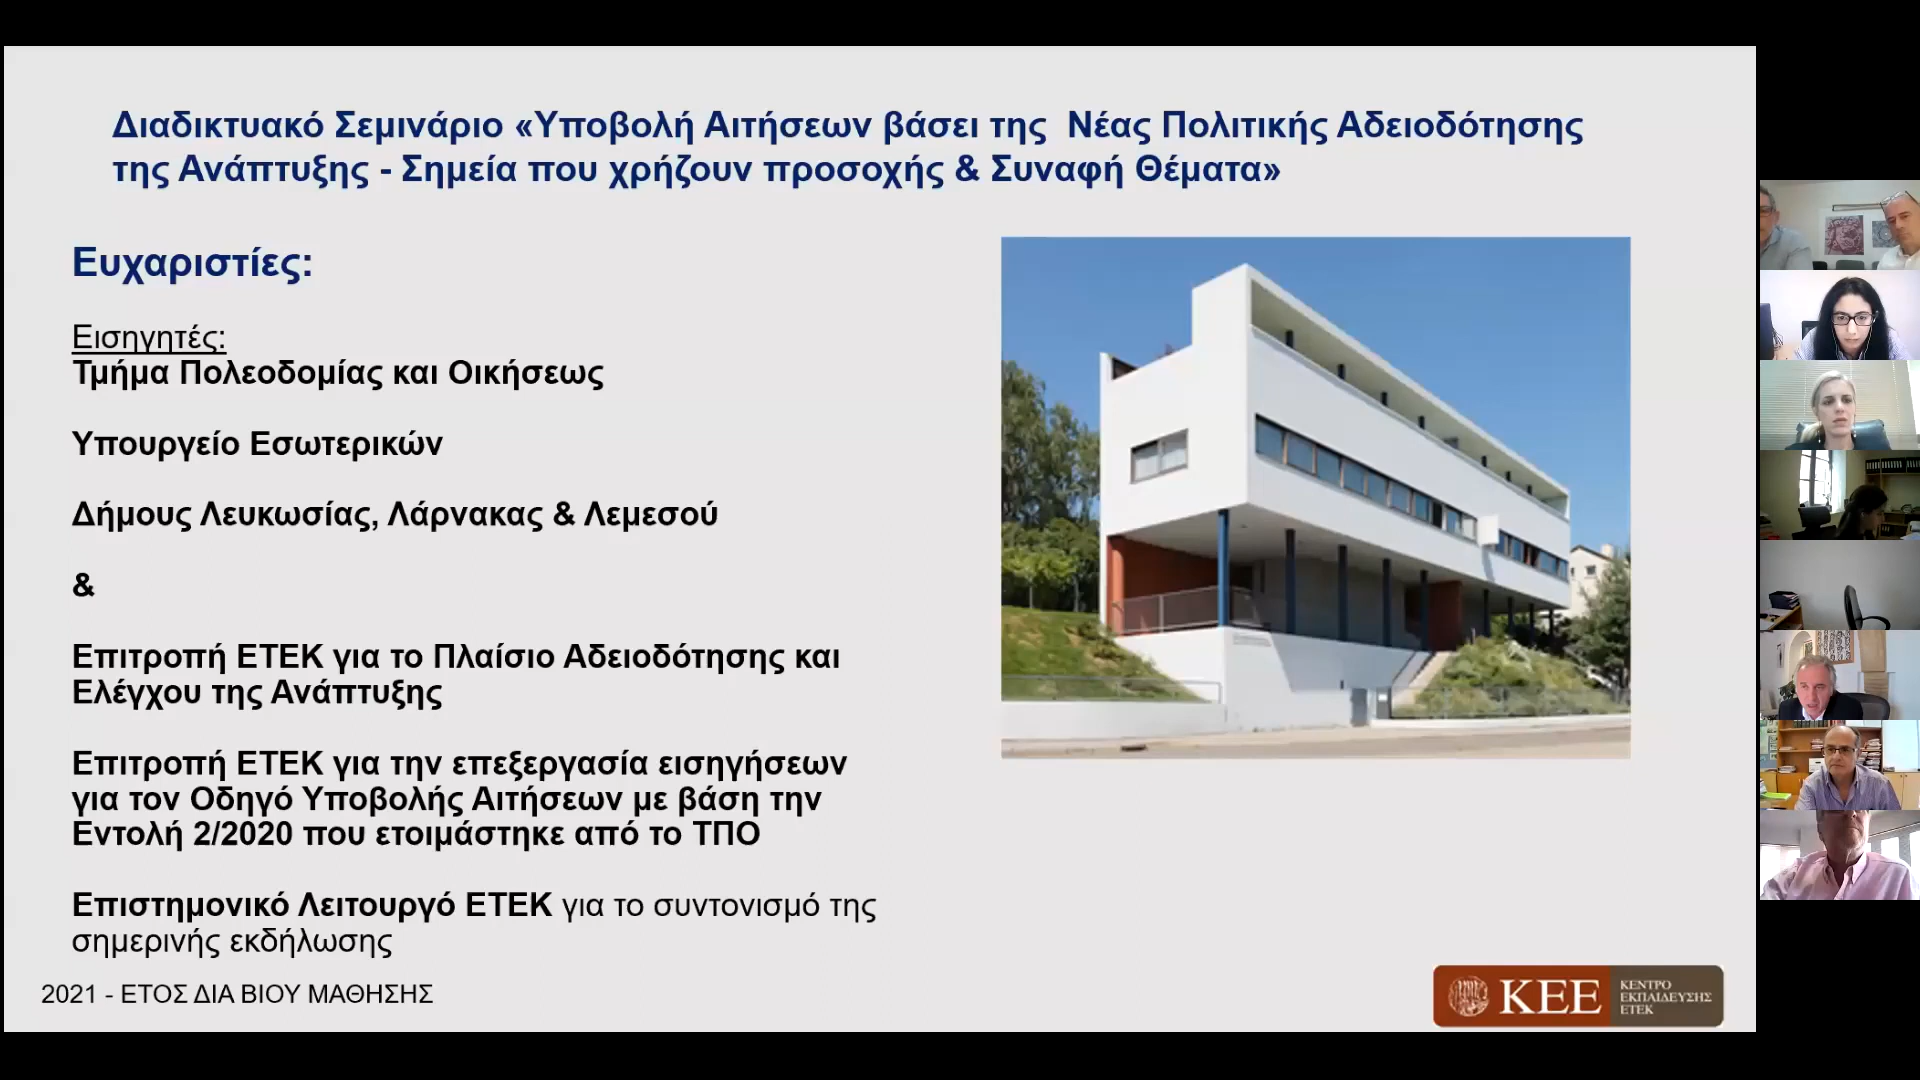 Διαδικτυακό Σεμινάριο «Υποβολή Αιτήσεων βάσει της Νέας Πολιτικής Αδειοδότησης
της Ανάπτυξης - Σημεία που χρήζουν προσοχής & Συναφή Θέματα»
Ευχαριστίες:
Εισηγητές:
Τμήμα Πολεοδομίας και Οικήσεως
Υπουργείο Εσωτερικών
Δήμους Λευκωσίας, Λάρνακας & Λεμεσού
&
Επιτροπή ΕΤΕΚ για το Πλαίσιο Αδειοδότησης και
Ελέγχου της Ανάπτυξης
Επιτροπή ΕΤΕΚ για την επεξεργασία εισηγήσεων
για τον Οδηγό Υποβολής Αιτήσεων με βάση την
Εντολή 2/2020 που ετοιμάστηκε από το ΤΠΟ
Επιστημονικό Λειτουργό ΕΤΕΚ για το συντονισμό της
σημερινής εκδήλωσης
2021 - ΕΤΟΣ ΔΙΑ ΒΙΟΥ ΜΑΘΗΣΗΣ
ΚΕΕ
ΚΕΝΤΡΟ
ΕΚΠΑΙΔΕΥΣΗΣ
ΕΤΕΚ